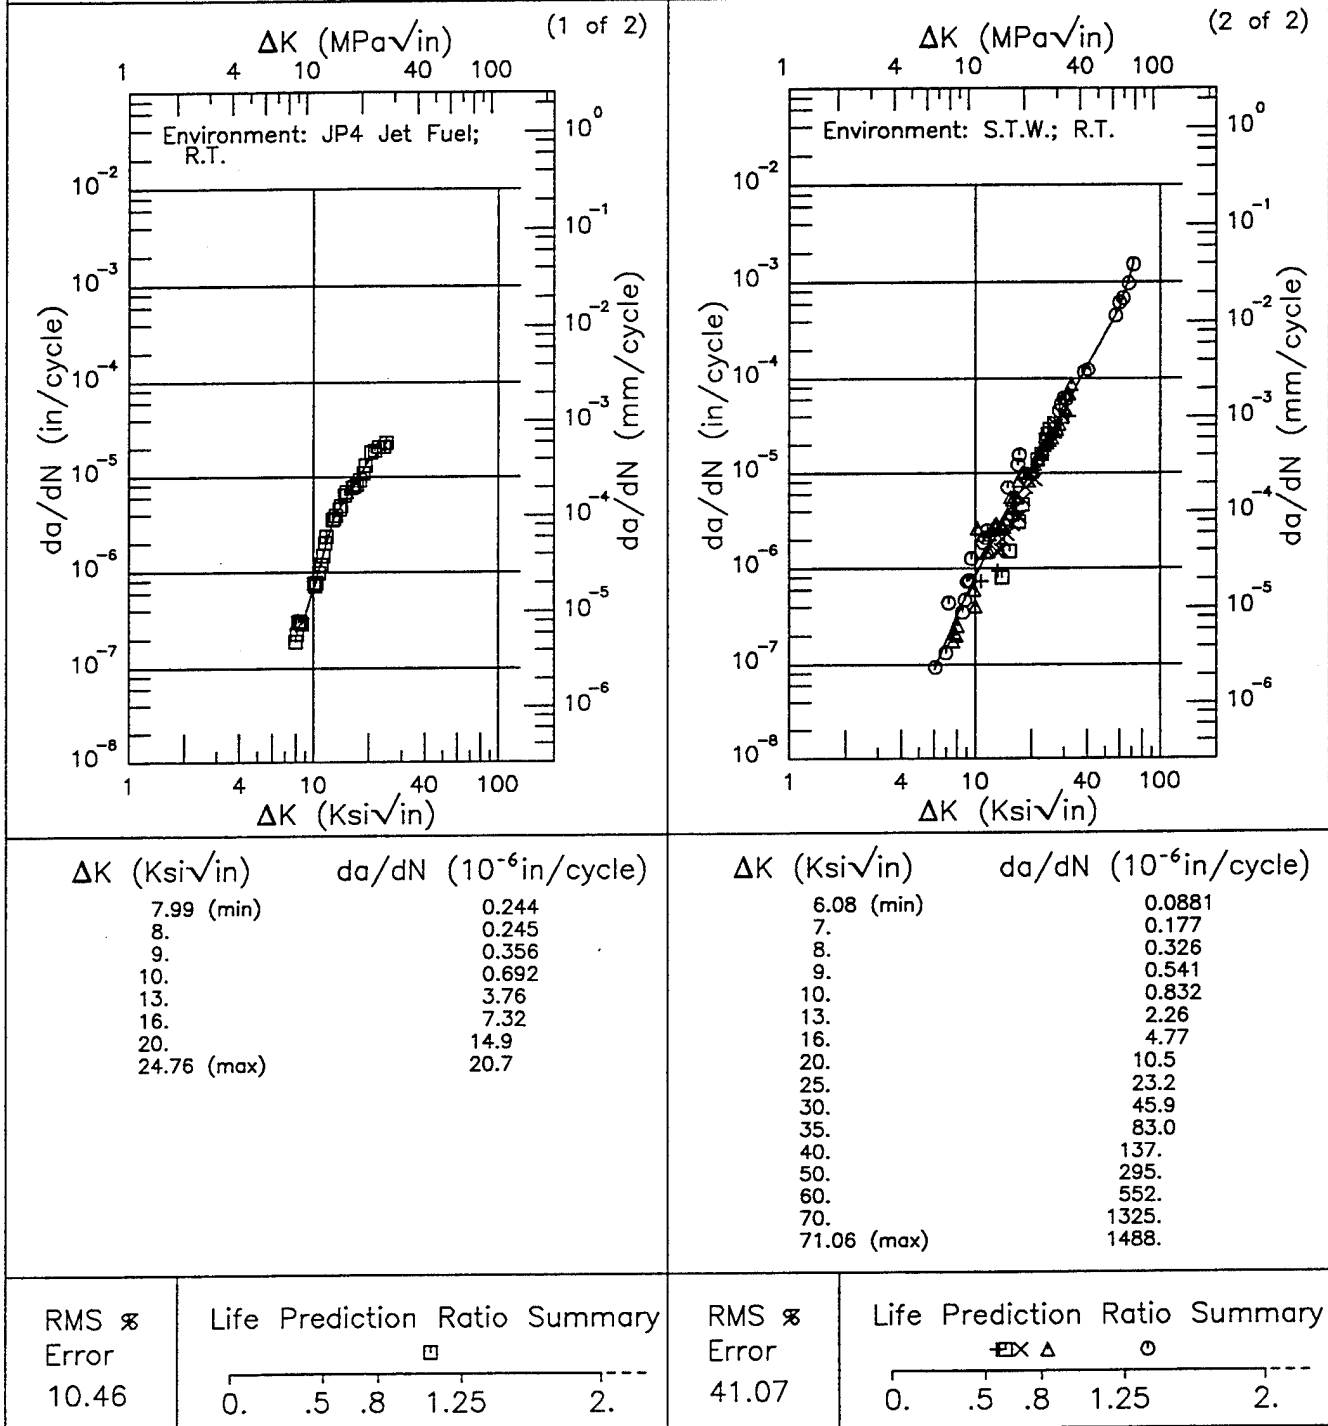 (1 of 2)
ΔK (MPa√in)
1 4 10 40 100
Environment: JP4 Jet Fuel;
R.T.
10⁻²
10⁻³
10⁻⁴
10⁻⁵
10⁻⁶
10⁻⁷
10⁻⁸
da/dN (in/cycle)
10⁰
10⁻¹
10⁻²
10⁻³
10⁻⁴
10⁻⁵
10⁻⁶
da/dN (mm/cycle)
1 4 10 40 100
ΔK (Ksi√in)
(2 of 2)
ΔK (MPa√in)
1 4 10 40 100
Environment: S.T.W.; R.T.
10⁻²
10⁻³
10⁻⁴
10⁻⁵
10⁻⁶
10⁻⁷
10⁻⁸
da/dN (in/cycle)
10⁰
10⁻¹
10⁻²
10⁻³
10⁻⁴
10⁻⁵
10⁻⁶
da/dN (mm/cycle)
1 4 10 40 100
ΔK (Ksi√in)
ΔK (Ksi√in) da/dN (10⁻⁶in/cycle)
7.99 (min) 0.244
8. 0.245
9. 0.356
10. 0.692
13. 3.76
16. 7.32
20. 14.9
24.76 (max) 20.7
ΔK (Ksi√in) da/dN (10⁻⁶in/cycle)
6.08 (min) 0.0881
7. 0.177
8. 0.326
9. 0.541
10. 0.832
13. 2.26
16. 4.77
20. 10.5
25. 23.2
30. 45.9
35. 83.0
40. 137.
50. 295.
60. 552.
70. 1325.
71.06 (max) 1488.
RMS %
Error
10.46
Life Prediction Ratio Summary
0. .5 .8 1.25 2.
RMS %
Error
41.07
Life Prediction Ratio Summary
0. .5 .8 1.25 2.